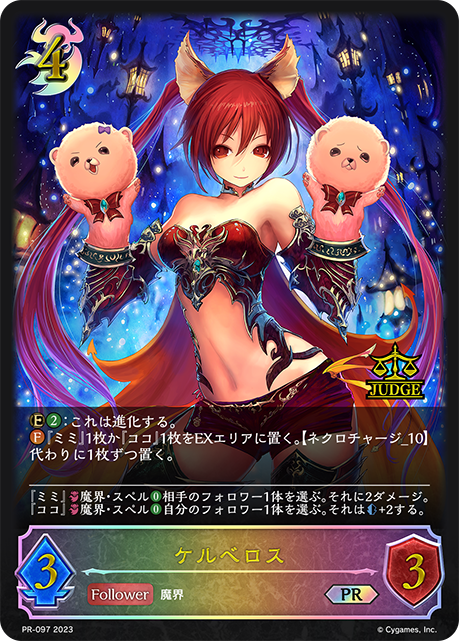 4
JUDGE
E 2：これは進化する。
F 『ミミ』1枚か『ココ』1枚をEXエリアに置く。【ネクロチャージ_10】
代わりに1枚ずつ置く。
『ミミ』魔界・スペル 0 相手のフォロワー1体を選ぶ。それに2ダメージ。
『ココ』魔界・スペル 0 自分のフォロワー1体を選ぶ。それは+2する。
ケルベロス
3
Follower 魔界
PR
3
PR-097 2023
© Cygames, Inc.